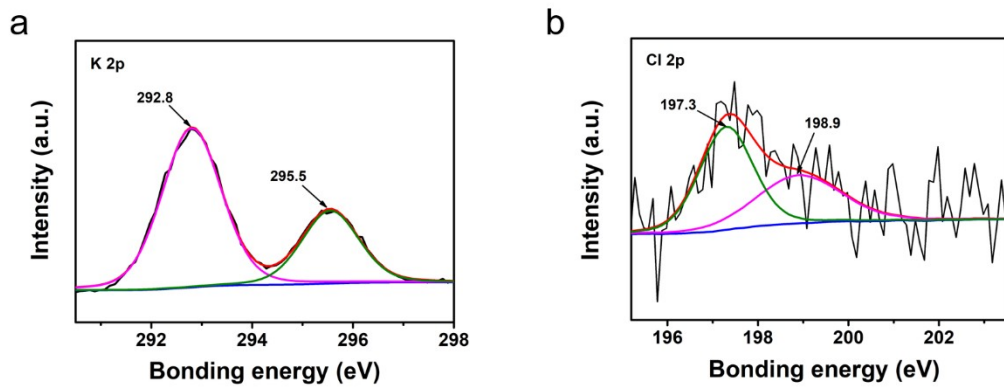 a
K 2p
292.8
295.5
Intensity (a.u.)
292 294 296 298
Bonding energy (eV)
b
Cl 2p
197.3
198.9
Intensity (a.u.)
196 198 200 202
Bonding energy (eV)